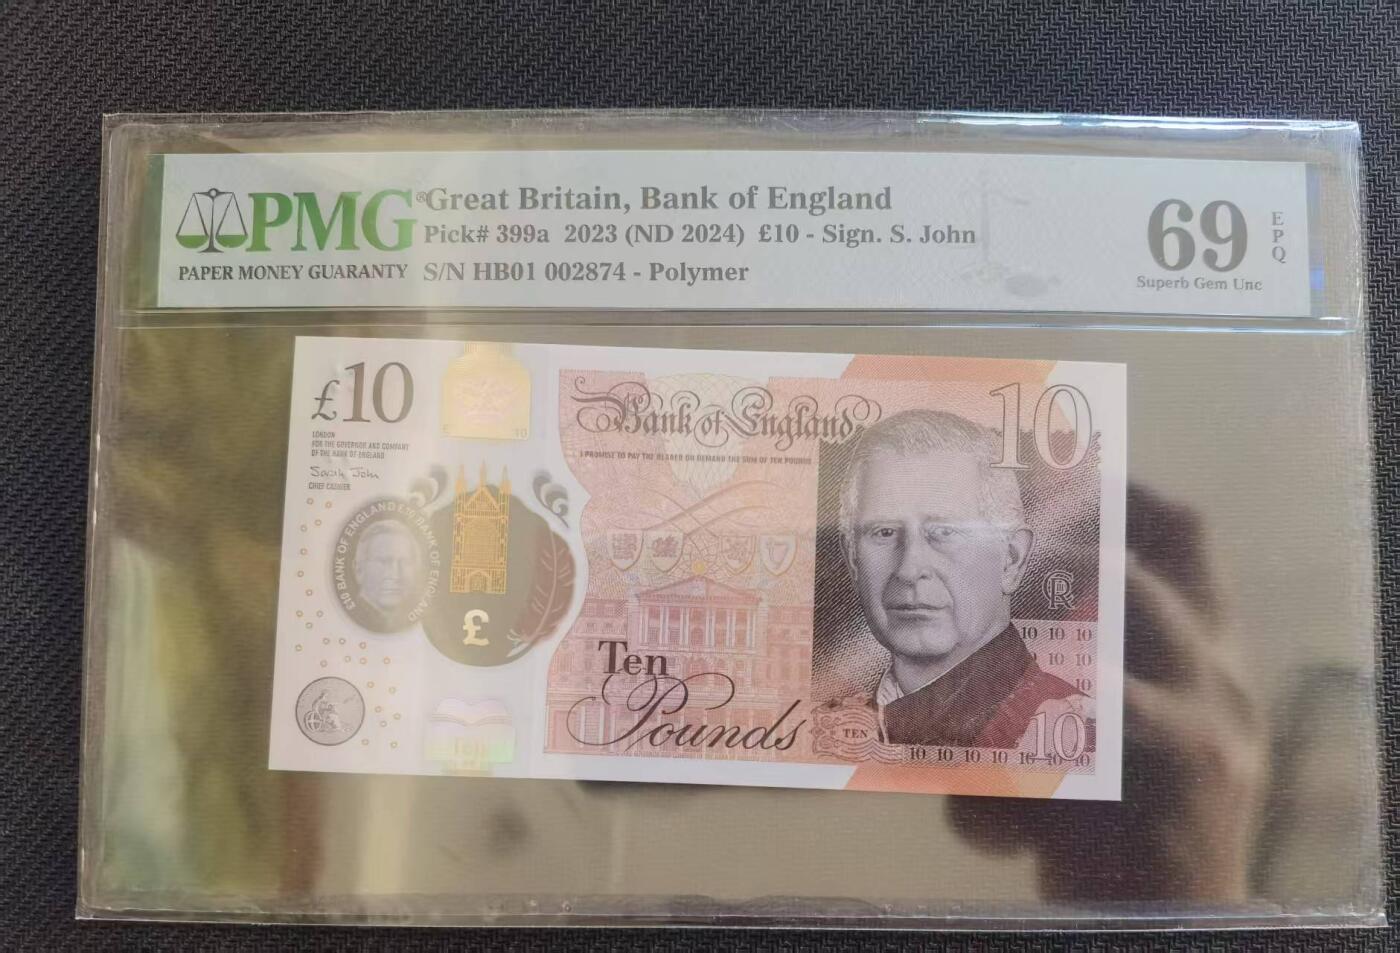 PMG®
PAPER MONEY GUARANTY
Great Britain, Bank of England
Pick# 399a 2023 (ND 2024) £10 - Sign. S. John
S/N HB01 002874 - Polymer
69
EPQ
Superb Gem Unc
£10
LONDON
FOR THE GOVERNOR AND COMPANY
OF THE BANK OF ENGLAND
Sarah John
CHIEF CASHIER
£10 BANK OF ENGLAND £10 BANK OF ENGLAND
£
10
Bank of England
I PROMISE TO PAY THE BEARER ON DEMAND THE SUM OF TEN POUNDS
10
Ten
Pounds
TEN
10 10 10
10 10
10
10
10 10 10 10 10 10